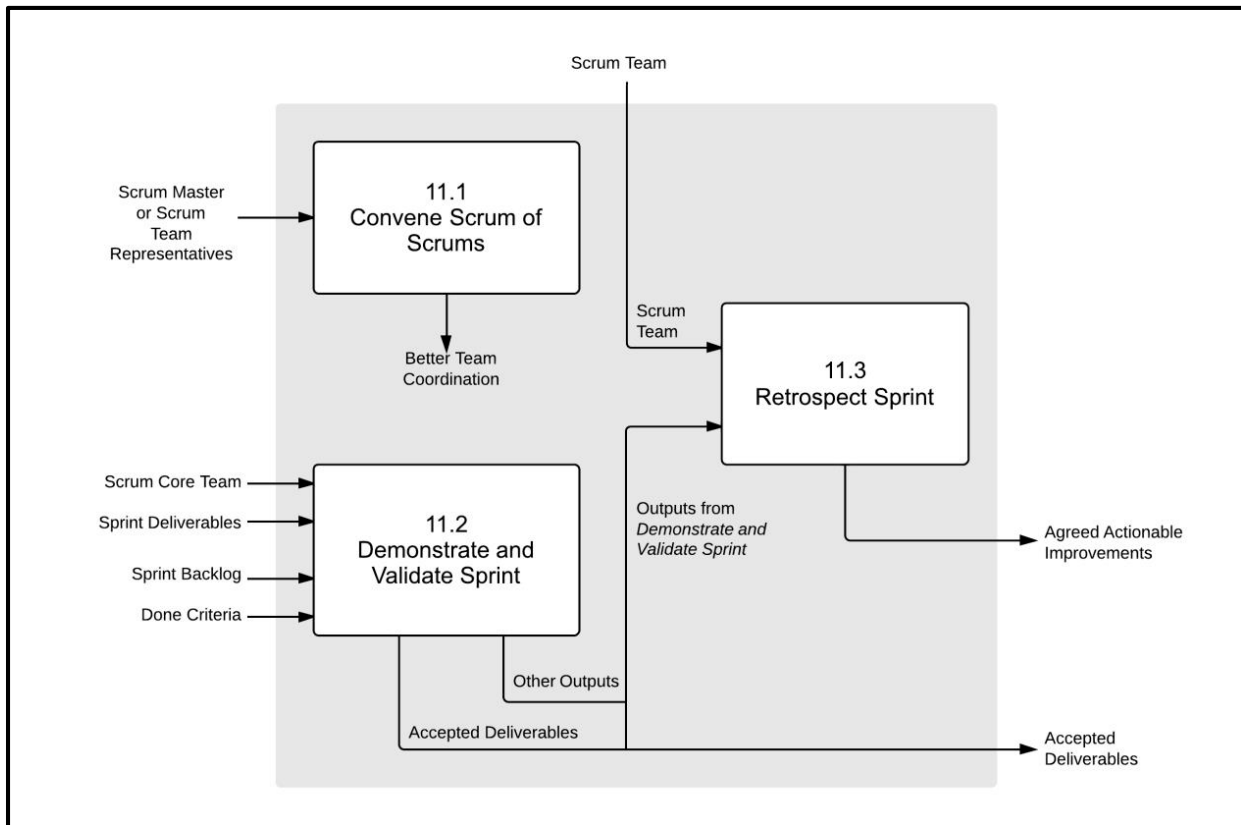 Scrum Team
11.1
Convene Scrum of
Scrums
Scrum Master
or Scrum
Team
Representatives
Better Team
Coordination
Scrum
Team
11.3
Retrospect Sprint
Scrum Core Team
Sprint Deliverables
Sprint Backlog
Done Criteria
11.2
Demonstrate and
Validate Sprint
Outputs from
Demonstrate and
Validate Sprint
Agreed Actionable
Improvements
Other Outputs
Accepted Deliverables
Accepted
Deliverables